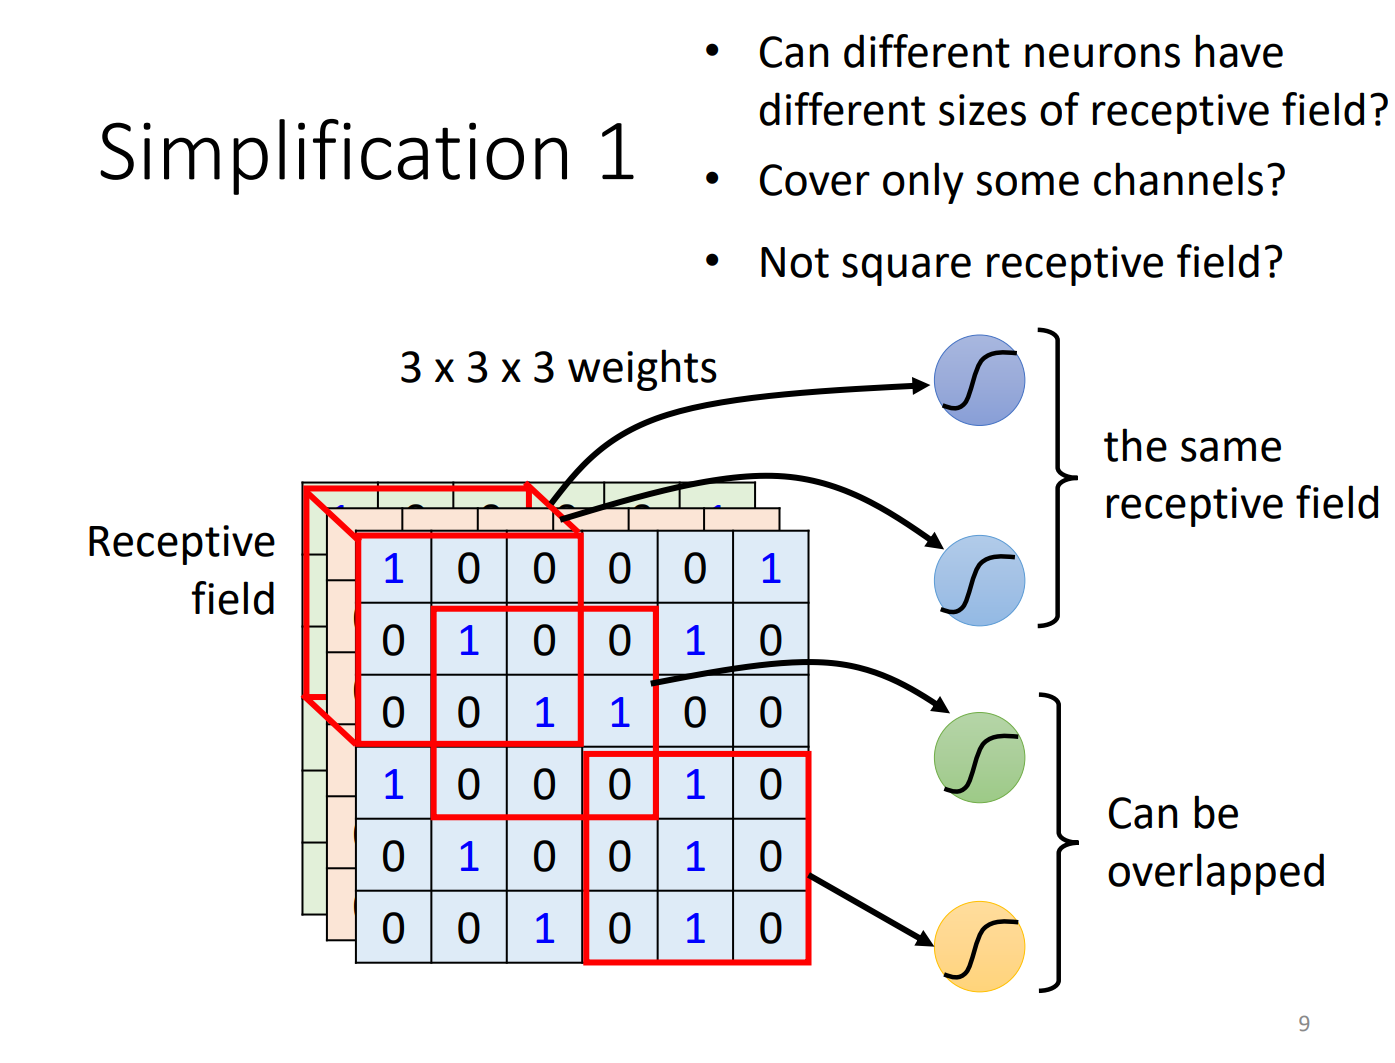 Simplification 1
• Can different neurons have
different sizes of receptive field?
• Cover only some channels?
• Not square receptive field?
3 x 3 x 3 weights
the same
receptive field
Receptive
field
1 0 0 0 0 1
0 1 0 0 1 0
0 0 1 1 0 0
1 0 0 0 1 0
0 1 0 0 1 0
0 0 1 0 1 0
Can be
overlapped
9